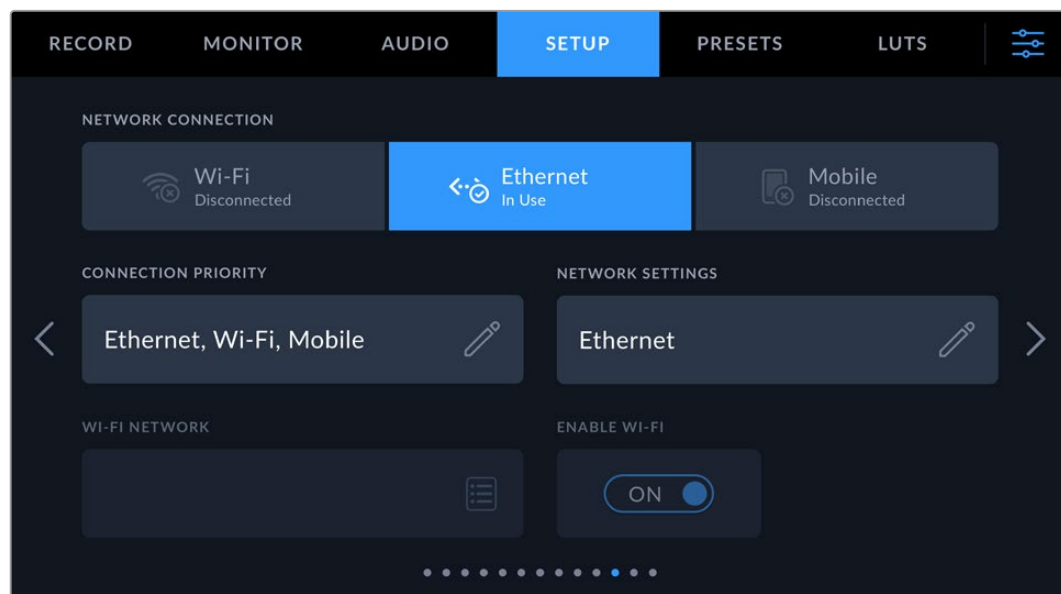 RECORD MONITOR AUDIO SETUP PRESETS LUTS
NETWORK CONNECTION
Wi-Fi
Disconnected
Ethernet
In Use
Mobile
Disconnected
CONNECTION PRIORITY
Ethernet, Wi-Fi, Mobile
NETWORK SETTINGS
Ethernet
WI-FI NETWORK
ENABLE WI-FI
ON